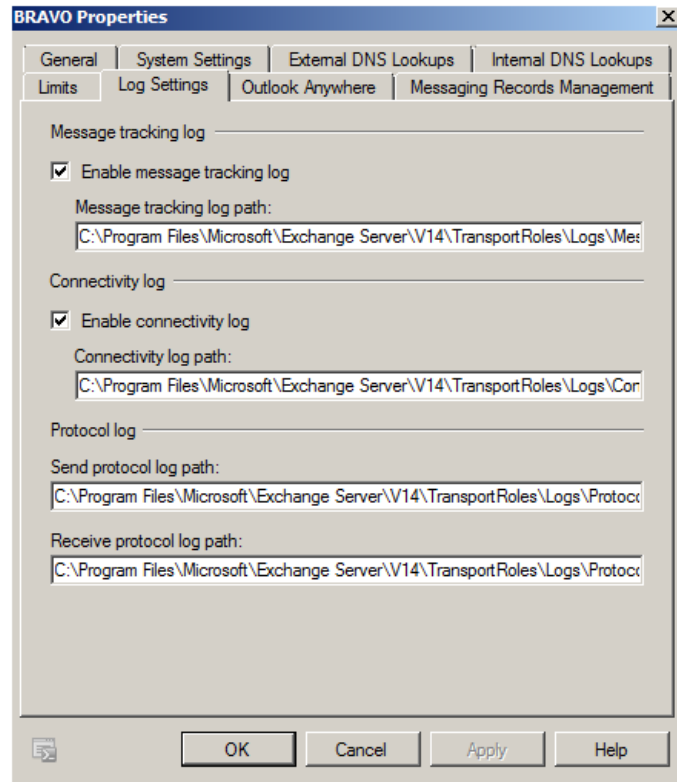 BRAVO Properties
General System Settings External DNS Lookups Internal DNS Lookups
Limits Log Settings Outlook Anywhere Messaging Records Management
Message tracking log
Enable message tracking log
Message tracking log path:
C:\Program Files\Microsoft\Exchange Server\V14\TransportRoles\Logs\Mes
Connectivity log
Enable connectivity log
Connectivity log path:
C:\Program Files\Microsoft\Exchange Server\V14\TransportRoles\Logs\Con
Protocol log
Send protocol log path:
C:\Program Files\Microsoft\Exchange Server\V14\TransportRoles\Logs\Protoco
Receive protocol log path:
C:\Program Files\Microsoft\Exchange Server\V14\TransportRoles\Logs\Protoco
OK Cancel Apply Help